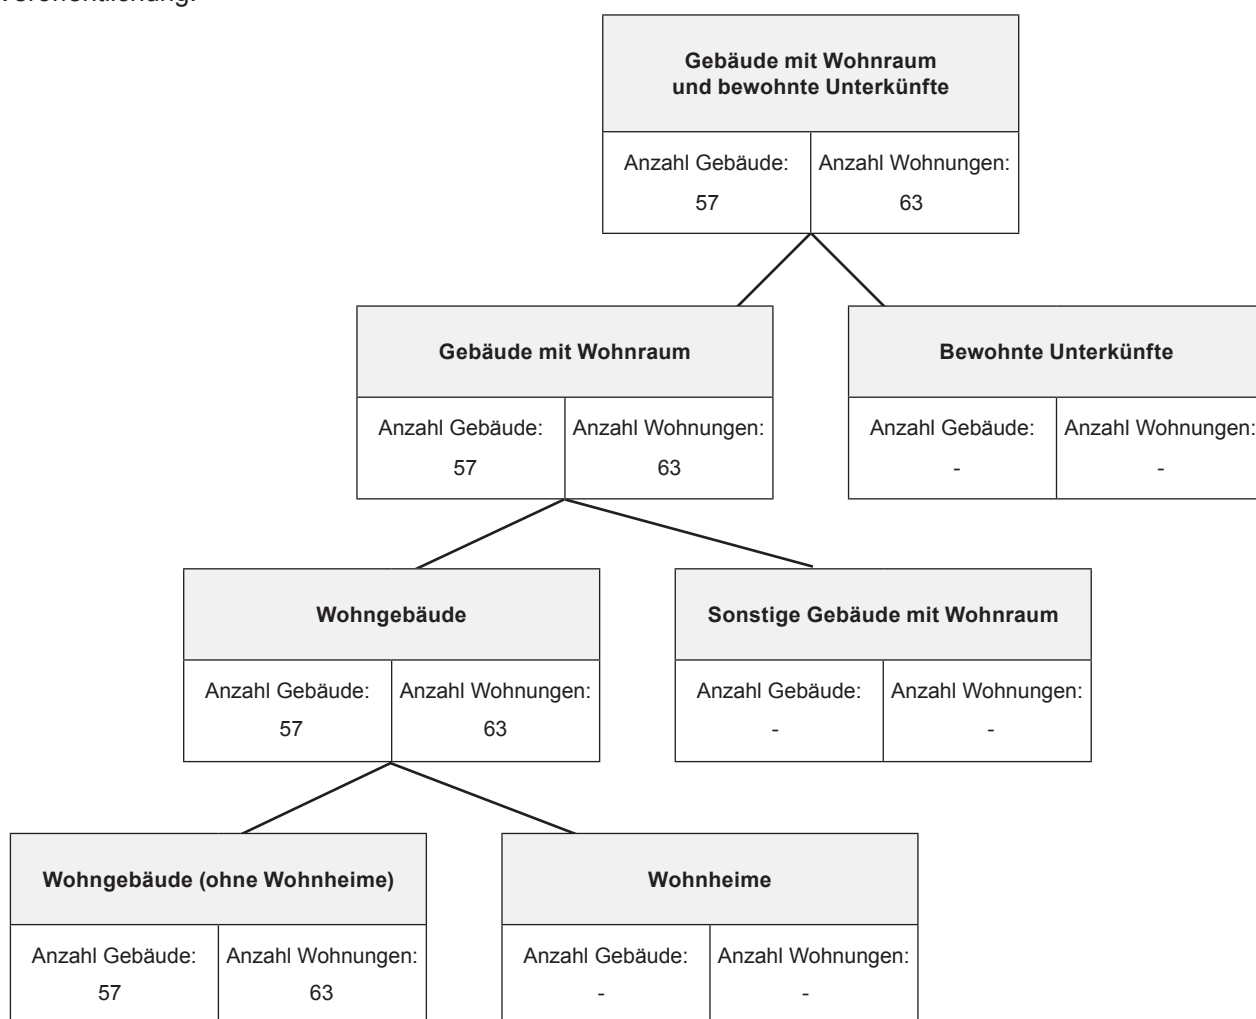 Veröffentlichung.
Gebäude mit Wohnraum
und bewohnte Unterkünfte
Anzahl Gebäude: Anzahl Wohnungen:
57 63
Gebäude mit Wohnraum
Bewohnte Unterkünfte
Anzahl Gebäude: Anzahl Wohnungen:
57 63
Anzahl Gebäude: Anzahl Wohnungen:
- -
Wohngebäude
Sonstige Gebäude mit Wohnraum
Anzahl Gebäude: Anzahl Wohnungen:
57 63
Anzahl Gebäude: Anzahl Wohnungen:
- -
Wohngebäude (ohne Wohnheime)
Wohnheime
Anzahl Gebäude: Anzahl Wohnungen:
57 63
Anzahl Gebäude: Anzahl Wohnungen:
- -